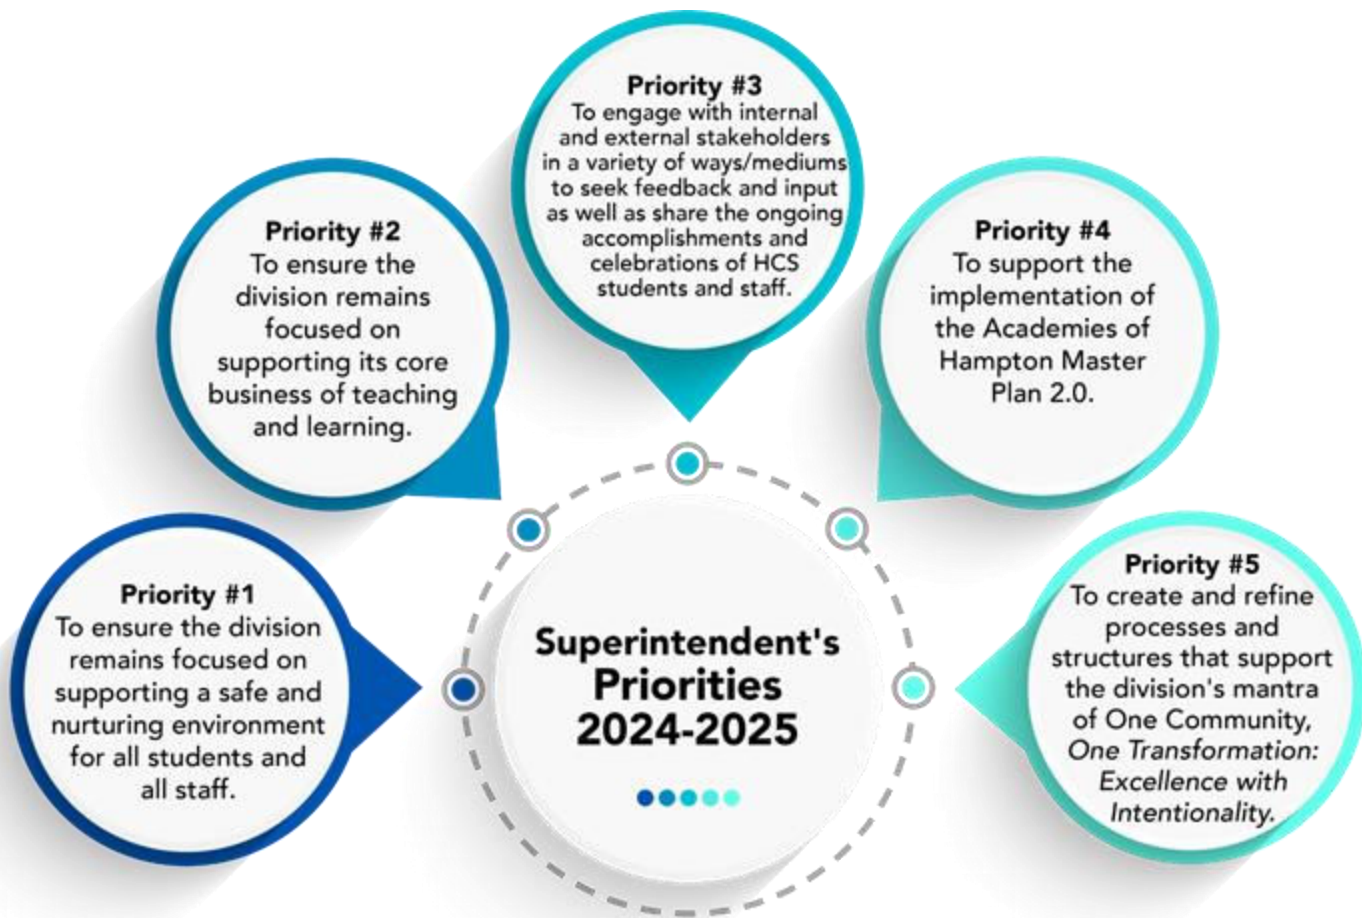 Priority #1
To ensure the division
remains focused on
supporting a safe and
nurturing environment
for all students and
all staff.
Priority #2
To ensure the
division remains
focused on
supporting its core
business of teaching
and learning.
Priority #3
To engage with internal
and external stakeholders
in a variety of ways/mediums
to seek feedback and input
as well as share the ongoing
accomplishments and
celebrations of HCS
students and staff.
Priority #4
To support the
implementation of
the Academies of
Hampton Master
Plan 2.0.
Priority #5
To create and refine
processes and
structures that support
the division's mantra
of One Community,
One Transformation:
Excellence with
Intentionality.
Superintendent's
Priorities
2024-2025